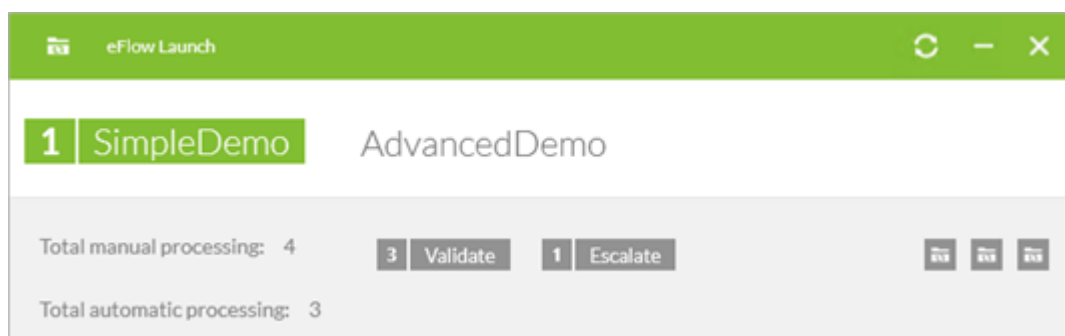 eFlow Launch
1 SimpleDemo AdvancedDemo
Total manual processing: 4 3 Validate 1 Escalate
Total automatic processing: 3